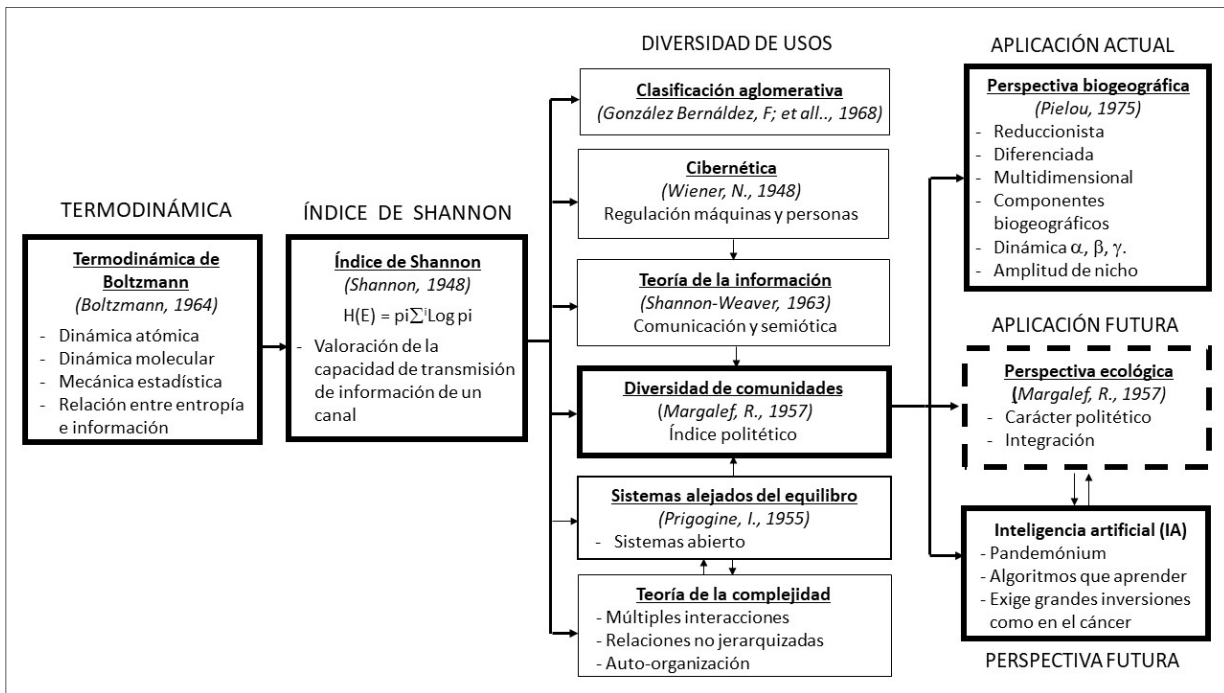 TERMODINÁMICA
Termodinámica de
Boltzmann
(Boltzmann, 1964)
- Dinámica atómica
- Dinámica molecular
- Mecánica estadística
- Relación entre entropía
e información
ÍNDICE DE SHANNON
Índice de Shannon
(Shannon, 1948)
H(E) = pi∑ⁱLog pi
- Valoración de la
capacidad de transmisión
de información de un
canal
DIVERSIDAD DE USOS
Clasificación aglomerativa
(González Bernáldez, F; et all.., 1968)
Cibernética
(Wiener, N., 1948)
Regulación máquinas y personas
Teoría de la información
(Shannon-Weaver, 1963)
Comunicación y semiótica
Diversidad de comunidades
(Margalef, R., 1957)
Índice politético
Sistemas alejados del equilibro
(Prigogine, I., 1955)
- Sistemas abierto
Teoría de la complejidad
- Múltiples interacciones
- Relaciones no jerarquizadas
- Auto-organización
APLICACIÓN ACTUAL
Perspectiva biogeográfica
(Pielou, 1975)
- Reduccionista
- Diferenciada
- Multidimensional
- Componentes
biogeográficos
- Dinámica α, β, γ.
- Amplitud de nicho
APLICACIÓN FUTURA
Perspectiva ecológica
(Margalef, R., 1957)
- Carácter politético
- Integración
Inteligencia artificial (IA)
- Pandemónium
- Algoritmos que aprender
- Exige grandes inversiones
como en el cáncer
PERSPECTIVA FUTURA